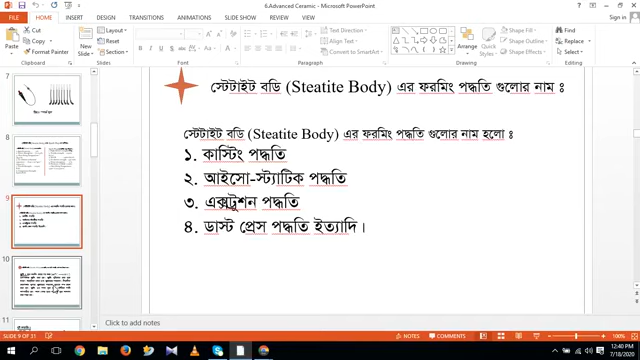 6.Advanced Ceramic - Microsoft PowerPoint
FILE HOME INSERT DESIGN TRANSITIONS ANIMATIONS SLIDE SHOW REVIEW VIEW
Sign in
Cut
Copy
Format Painter
Paste
Clipboard
New Slide
Layout
Reset
Section
Slides
Font
Text Direction
Align Text
Convert to SmartArt
Paragraph
Arrange
Quick Styles
Shape Fill
Shape Outline
Shape Effects
Drawing
Find
Replace
Select
Editing
7
8
9
10
11
স্টেটাইট বডি (Steatite Body) এর ফরমিং পদ্ধতি গুলোর নাম ঃ
স্টেটাইট বডি (Steatite Body) এর ফরমিং পদ্ধতি গুলোর নাম হলো ঃ
১. কাস্টিং পদ্ধতি
২. আইসো-স্ট্যাটিক পদ্ধতি
৩. এক্সট্রুশন পদ্ধতি
৪. ডাস্ট প্রেস পদ্ধতি ইত্যাদি।
Click to add notes
SLIDE 9 OF 31
NOTES COMMENTS
100%
12:40 PM
7/18/2020